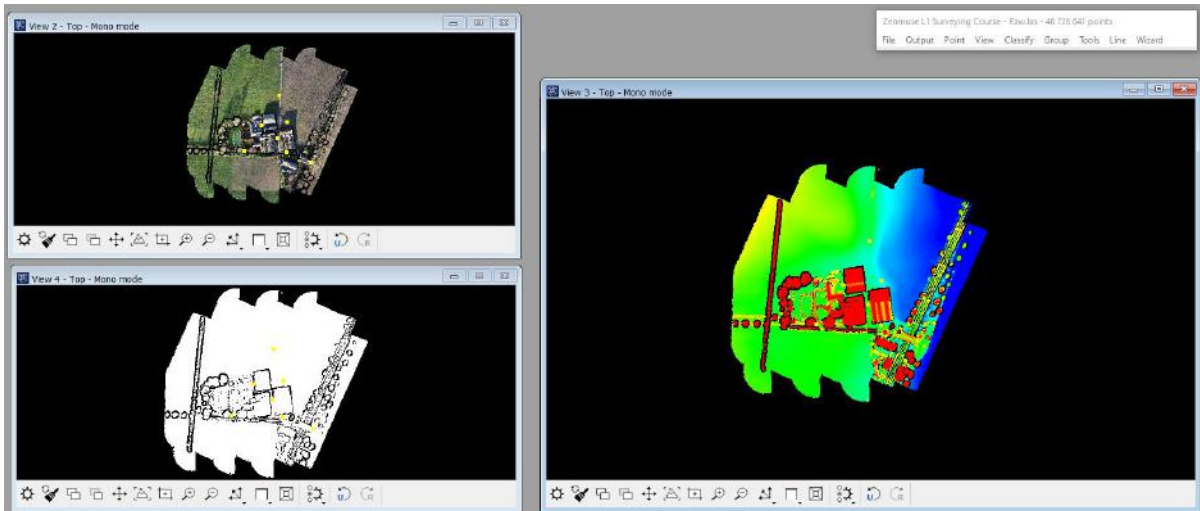 View 2 - Top - Mono mode
Zenmuse L1 Surveying Course - Raw.las - 46 726 641 points
File Output Point View Classify Group Tools Line Wizard
View 3 - Top - Mono mode
View 4 - Top - Mono mode